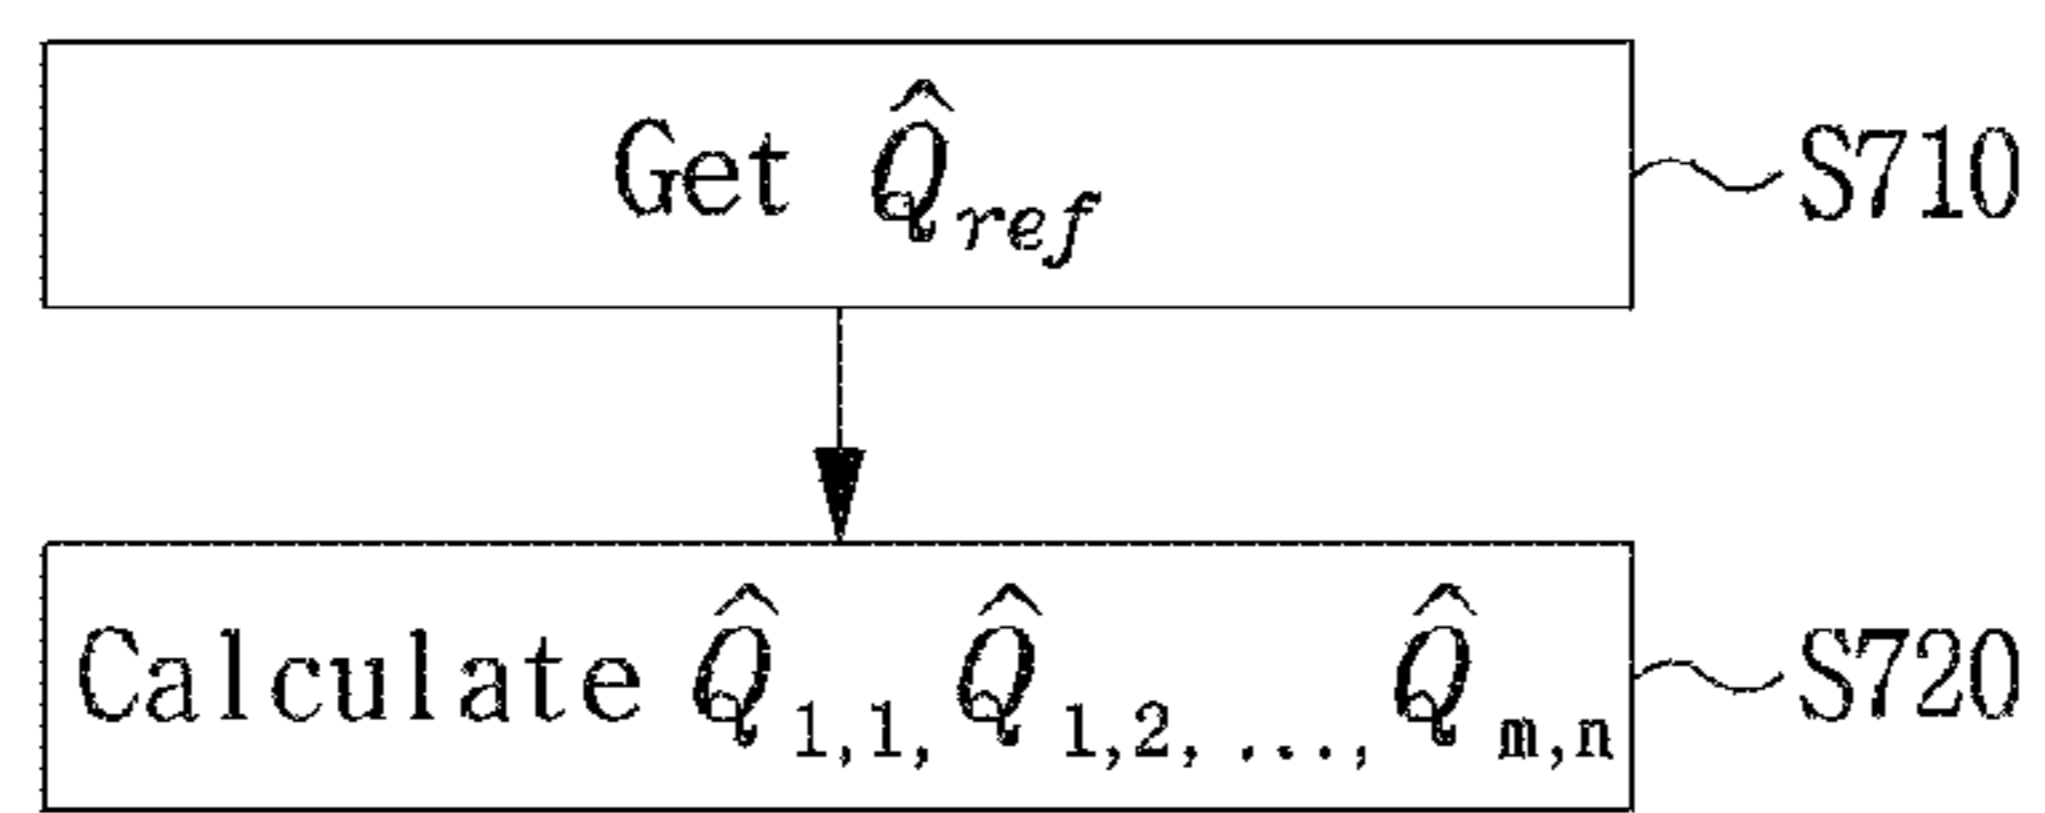 Get Q̂ref
S710
Calculate Q̂1,1, Q̂1,2, ..., Q̂m,n
S720